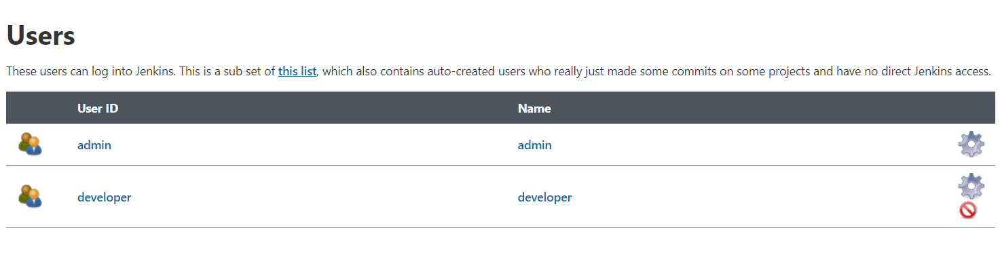 Users
These users can log into Jenkins. This is a sub set of this list, which also contains auto-created users who really just made some commits on some projects and have no direct Jenkins access.
User ID Name
admin admin
developer developer